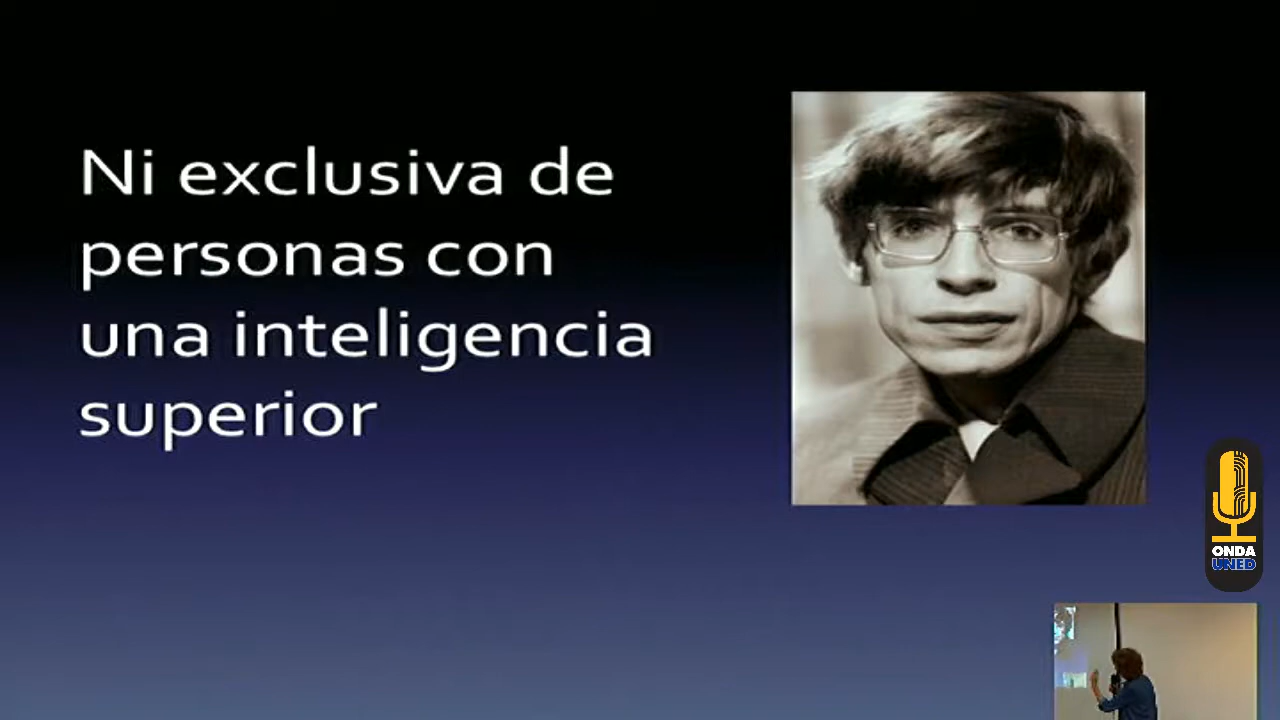 Ni exclusiva de
personas con
una inteligencia
superior
ONDA
UNED